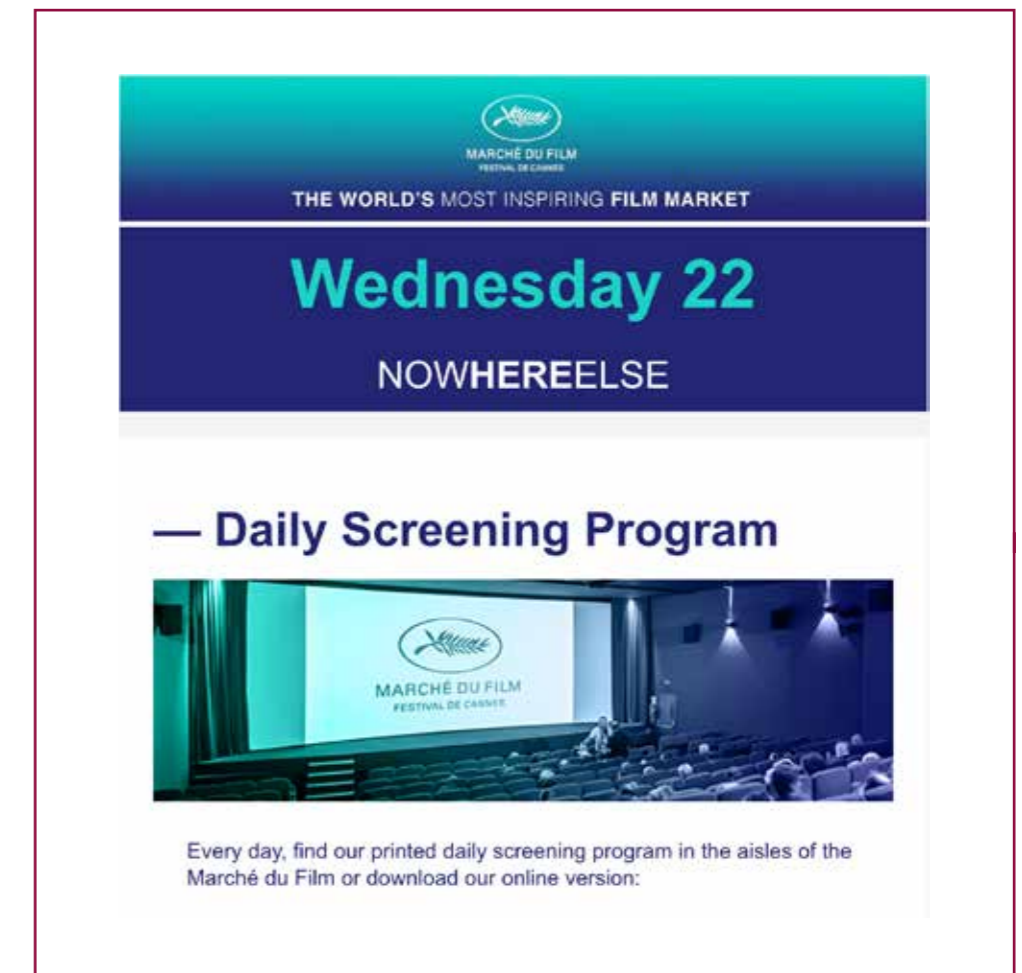 MARCHÉ DU FILM
FESTIVAL DE CANNES
THE WORLD'S MOST INSPIRING FILM MARKET
Wednesday 22
NOWHEREELSE
— Daily Screening Program
MARCHÉ DU FILM
FESTIVAL DE CANNES
Every day, find our printed daily screening program in the aisles of the
Marché du Film or download our online version: